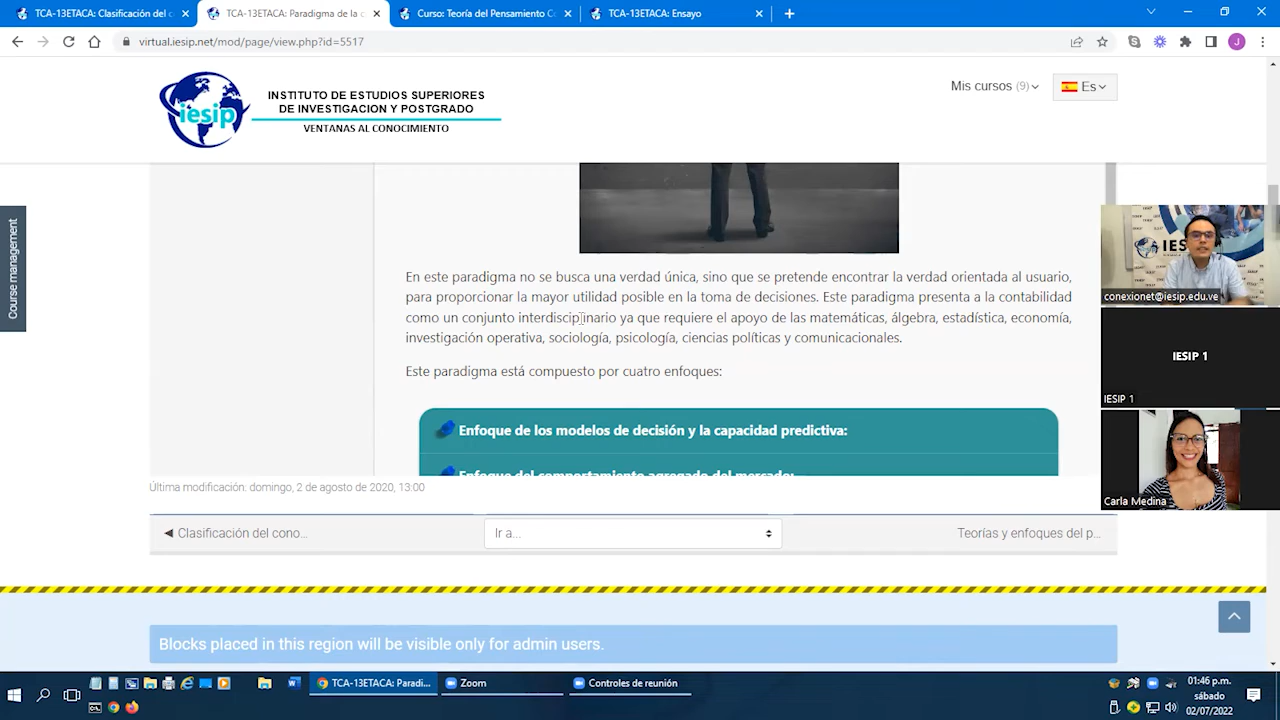 TCA-13ETACA: Clasificación del c
TCA-13ETACA: Paradigma de la c
Curso: Teoría del Pensamiento C
TCA-13ETACA: Ensayo
virtual.iesip.net/mod/page/view.php?id=5517
J
iesip
INSTITUTO DE ESTUDIOS SUPERIORES
DE INVESTIGACION Y POSTGRADO
VENTANAS AL CONOCIMIENTO
Mis cursos (9)
Es
Course management
En este paradigma no se busca una verdad única, sino que se pretende encontrar la verdad orientada al usuario,
para proporcionar la mayor utilidad posible en la toma de decisiones. Este paradigma presenta a la contabilidad
como un conjunto interdisciplinario ya que requiere el apoyo de las matemáticas, álgebra, estadística, economía,
investigación operativa, sociología, psicología, ciencias políticas y comunicacionales.
Este paradigma está compuesto por cuatro enfoques:
Enfoque de los modelos de decisión y la capacidad predictiva:
Enfoque del comportamiento agregado del mercado:
Última modificación: domingo, 2 de agosto de 2020, 13:00
◄ Clasificación del cono...
Ir a...
Teorías y enfoques del p...
Blocks placed in this region will be visible only for admin users.
conexionet@iesip.edu.ve
IESIP 1
IESIP 1
Carla Medina
TCA-13ETACA: Paradi...
Zoom
Controles de reunión
01:46 p.m.
sábado
02/07/2022